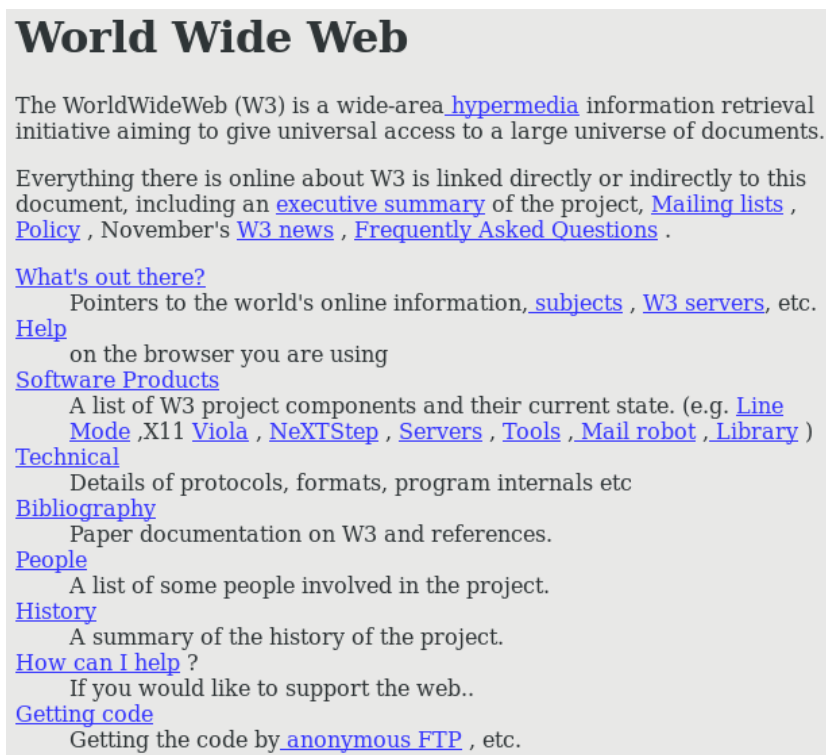 World Wide Web
The WorldWideWeb (W3) is a wide-area hypermedia information retrieval
initiative aiming to give universal access to a large universe of documents.
Everything there is online about W3 is linked directly or indirectly to this
document, including an executive summary of the project, Mailing lists ,
Policy , November's W3 news , Frequently Asked Questions .
What's out there?
Pointers to the world's online information, subjects , W3 servers, etc.
Help
on the browser you are using
Software Products
A list of W3 project components and their current state. (e.g. Line
Mode ,X11 Viola , NeXTStep , Servers , Tools , Mail robot , Library )
Technical
Details of protocols, formats, program internals etc
Bibliography
Paper documentation on W3 and references.
People
A list of some people involved in the project.
History
A summary of the history of the project.
How can I help ?
If you would like to support the web..
Getting code
Getting the code by anonymous FTP , etc.